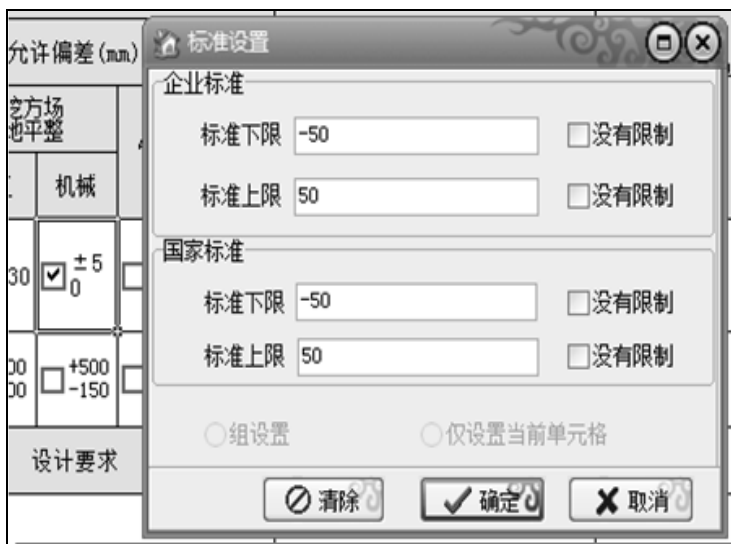 允许偏差(mm)
挖方场
地平整
机械
30
±5
0
+500
-150
设计要求
标准设置
企业标准
标准下限 -50 没有限制
标准上限 50 没有限制
国家标准
标准下限 -50 没有限制
标准上限 50 没有限制
组设置 仅设置当前单元格
清除 确定 取消